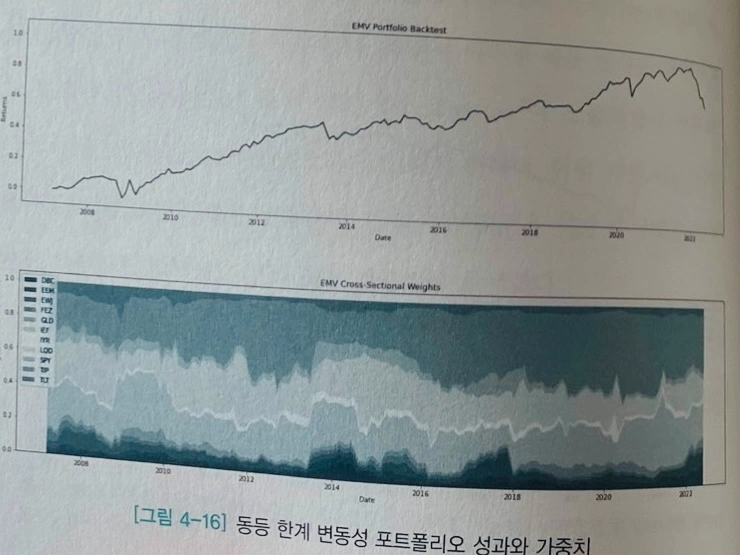 EMV Portfolio Backtest
1.0
0.8
0.6
0.4
0.2
0.0
Returns
2008 2010 2012 2014 2016 2018 2020 2022
Date
EMV Cross-Sectional Weights
1.0
0.8
0.6
0.4
0.2
0.0
DBC
EEM
EWJ
FEZ
GLD
IEF
IYR
LQD
SPY
TIP
TLT
2008 2010 2012 2014 2016 2018 2020 2022
Date
[그림 4-16] 동등 한계 변동성 포트폴리오 성과와 가중치